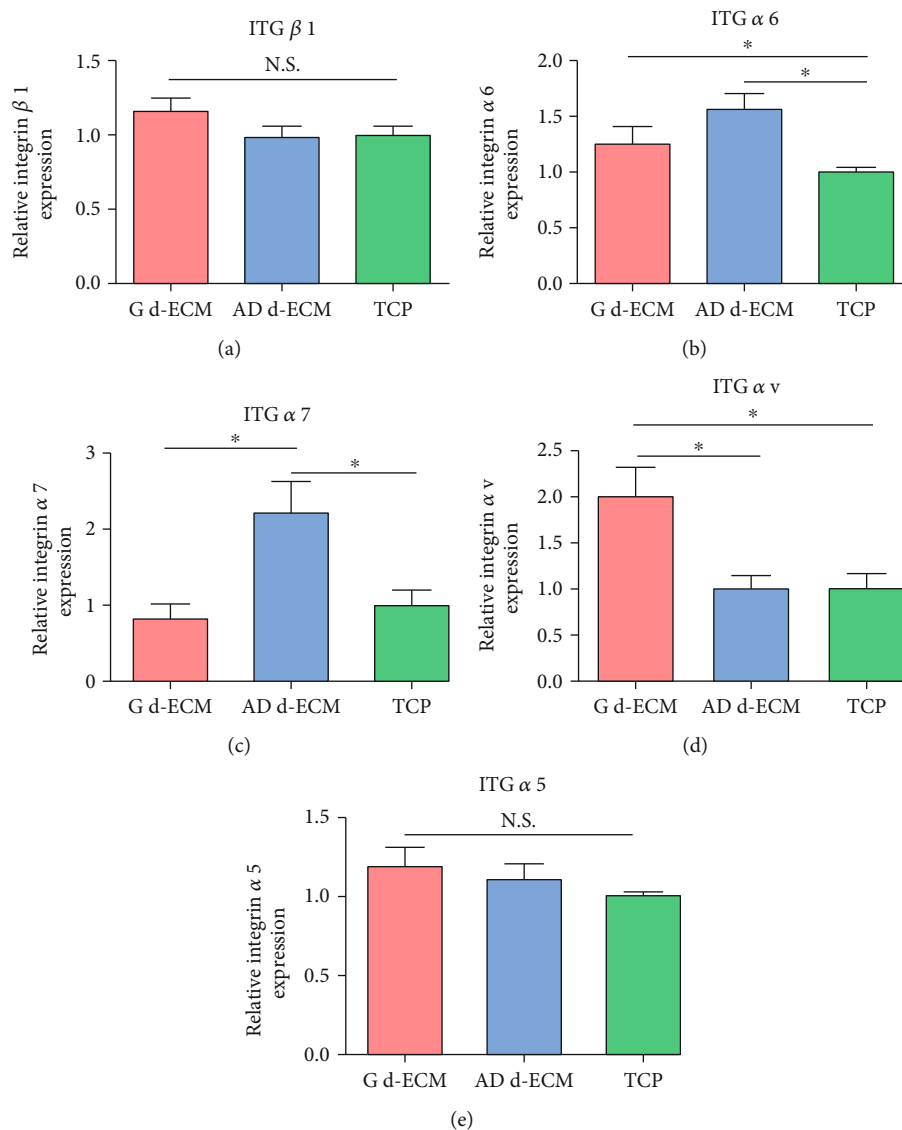 ITG β 1
Relative integrin β 1
expression
1.5
1.0
0.5
0.0
N.S.
G d-ECM AD d-ECM TCP
(a)
ITG α 6
Relative integrin α 6
expression
2.0
1.5
1.0
0.5
0.0
*
*
G d-ECM AD d-ECM TCP
(b)
ITG α 7
Relative integrin α 7
expression
3
2
1
0
*
*
G d-ECM AD d-ECM TCP
(c)
ITG α v
Relative integrin α v
expression
2.5
2.0
1.5
1.0
0.5
0.0
*
*
G d-ECM AD d-ECM TCP
(d)
ITG α 5
Relative integrin α 5
expression
1.5
1.0
0.5
0.0
N.S.
G d-ECM AD d-ECM TCP
(e)